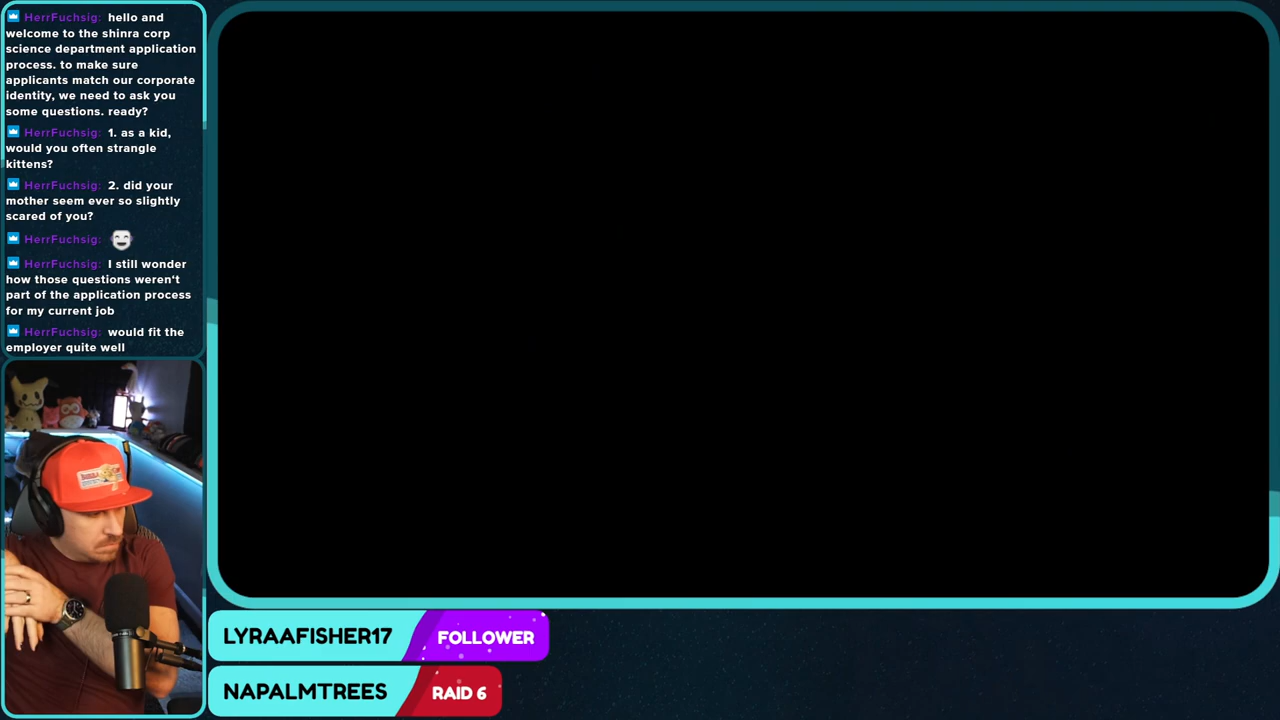 HerrFuchsig: hello and
welcome to the shinra corp
science department application
process. to make sure
applicants match our corporate
identity, we need to ask you
some questions. ready?
HerrFuchsig: 1. as a kid,
would you often strangle
kittens?
HerrFuchsig: 2. did your
mother seem ever so slightly
scared of you?
HerrFuchsig:
HerrFuchsig: I still wonder
how those questions weren't
part of the application process
for my current job
HerrFuchsig: would fit the
employer quite well
LYRAAFISHER17 FOLLOWER
NAPALMTREES RAID 6